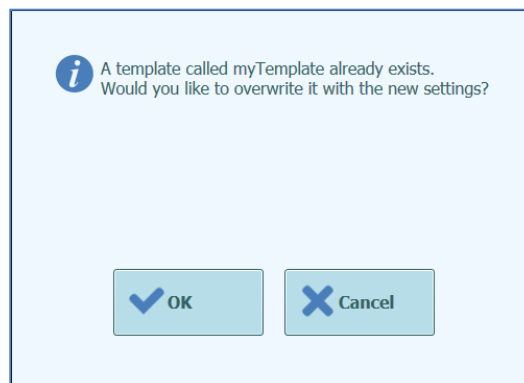 A template called myTemplate already exists.
Would you like to overwrite it with the new settings?
OK
Cancel